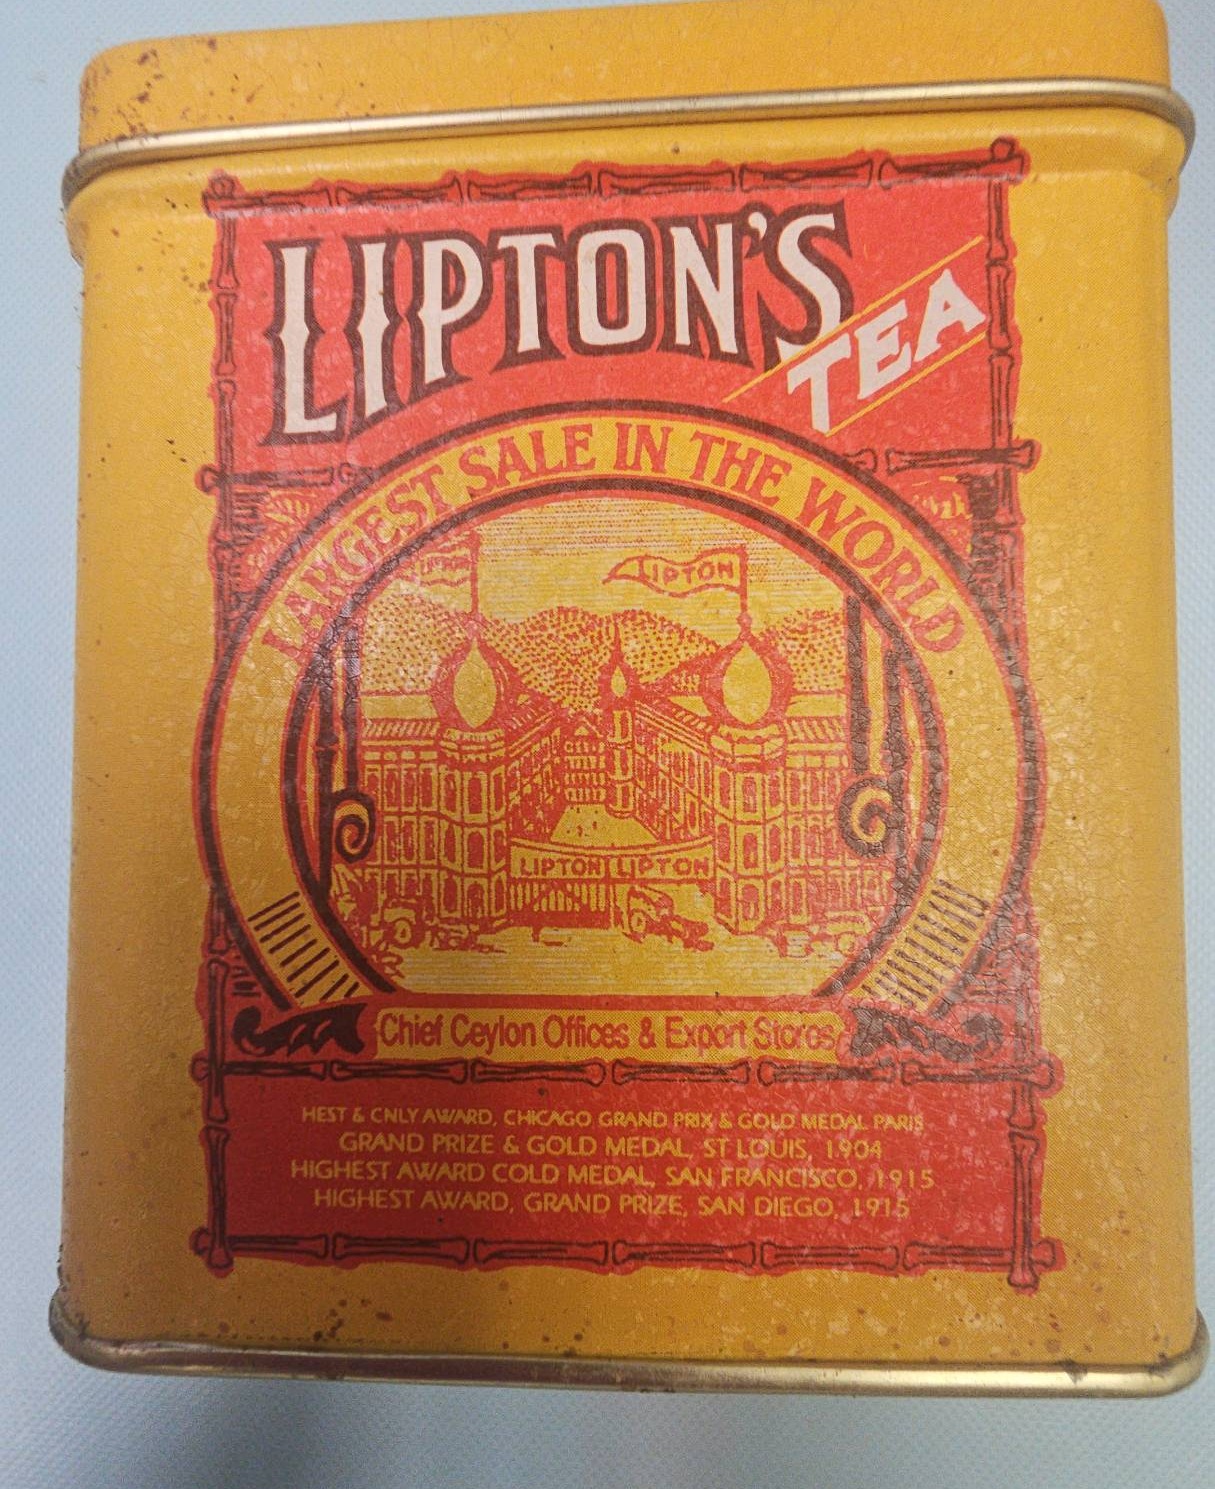 LIPTON'S
TEA
LARGEST SALE IN THE WORLD
LIPTON
LIPTON
LIPTON LIPTON
Chief Ceylon Offices & Export Stores
HEST & CNLY AWARD, CHICAGO GRAND PRIX & GOLD MEDAL PARIS
GRAND PRIZE & GOLD MEDAL, ST LOUIS, 1904
HIGHEST AWARD COLD MEDAL, SAN FRANCISCO, 1915
HIGHEST AWARD, GRAND PRIZE, SAN DIEGO, 1915